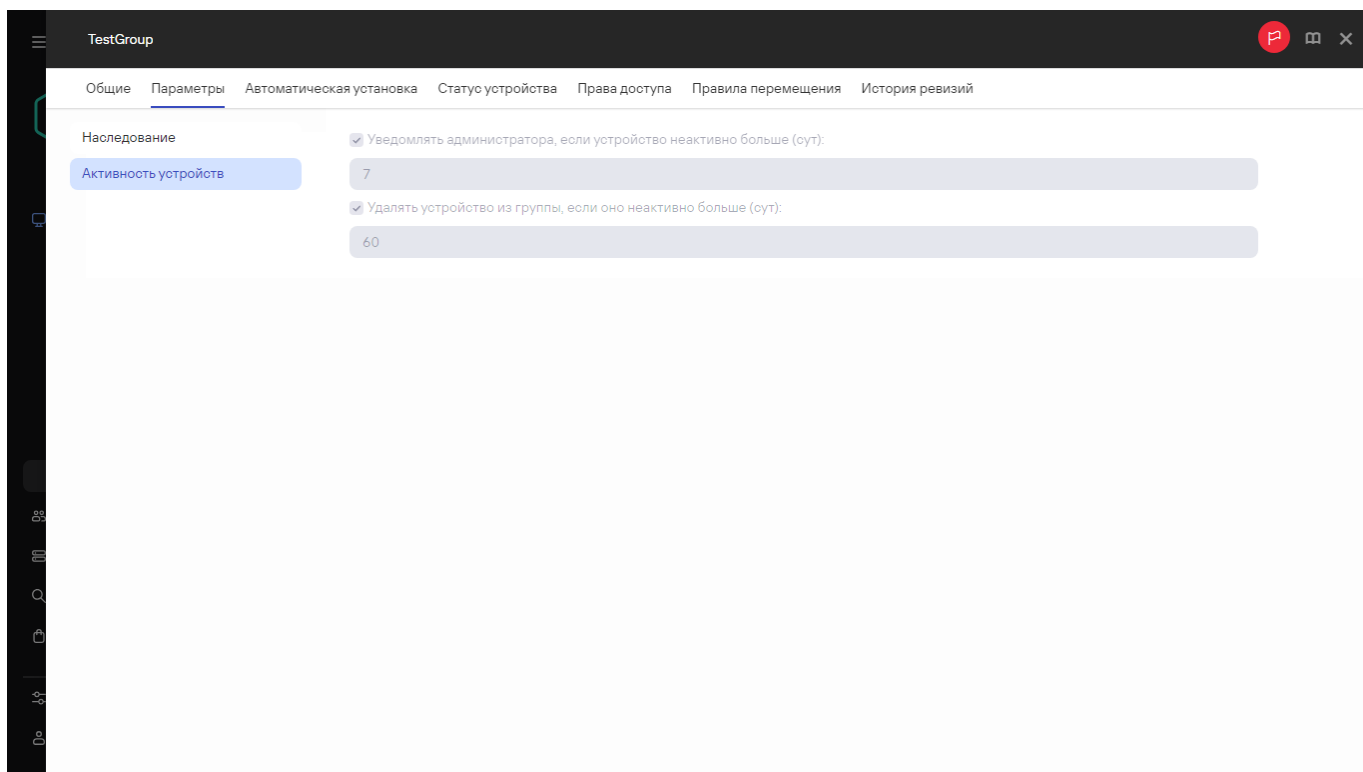 TestGroup
Общие Параметры Автоматическая установка Статус устройства Права доступа Правила перемещения История ревизий
Наследование
Активность устройств
Уведомлять администратора, если устройство неактивно больше (сут):
7
Удалять устройство из группы, если оно неактивно больше (сут):
60